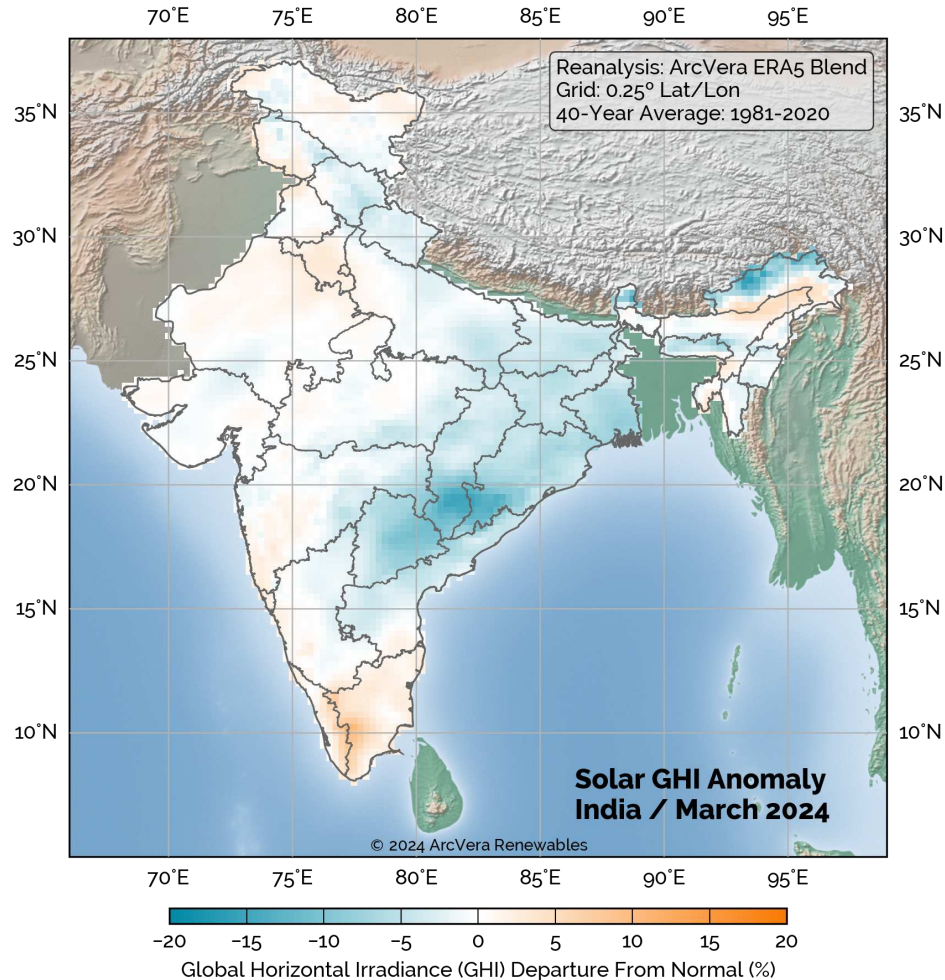 70°E 75°E 80°E 85°E 90°E 95°E
Reanalysis: ArcVera ERA5 Blend
Grid: 0.25º Lat/Lon
40-Year Average: 1981-2020
35°N 35°N
30°N 30°N
25°N 25°N
20°N 20°N
15°N 15°N
10°N 10°N
Solar GHI Anomaly
India / March 2024
© 2024 ArcVera Renewables
70°E 75°E 80°E 85°E 90°E 95°E
−20 −15 −10 −5 0 5 10 15 20
Global Horizontal Irradiance (GHI) Departure From Normal (%)